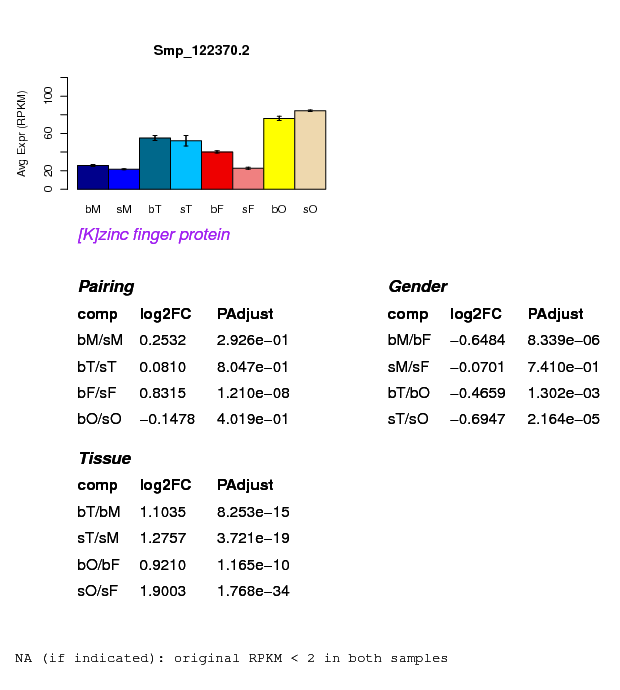 Smp_122370.2
Avg Expr (RPKM)
100
60
20
0
bM sM bT sT bF sF bO sO
[K]zinc finger protein
Pairing
comp log2FC PAdjust
bM/sM 0.2532 2.926e−01
bT/sT 0.0810 8.047e−01
bF/sF 0.8315 1.210e−08
bO/sO −0.1478 4.019e−01
Gender
comp log2FC PAdjust
bM/bF −0.6484 8.339e−06
sM/sF −0.0701 7.410e−01
bT/bO −0.4659 1.302e−03
sT/sO −0.6947 2.164e−05
Tissue
comp log2FC PAdjust
bT/bM 1.1035 8.253e−15
sT/sM 1.2757 3.721e−19
bO/bF 0.9210 1.165e−10
sO/sF 1.9003 1.768e−34
NA (if indicated): original RPKM < 2 in both samples